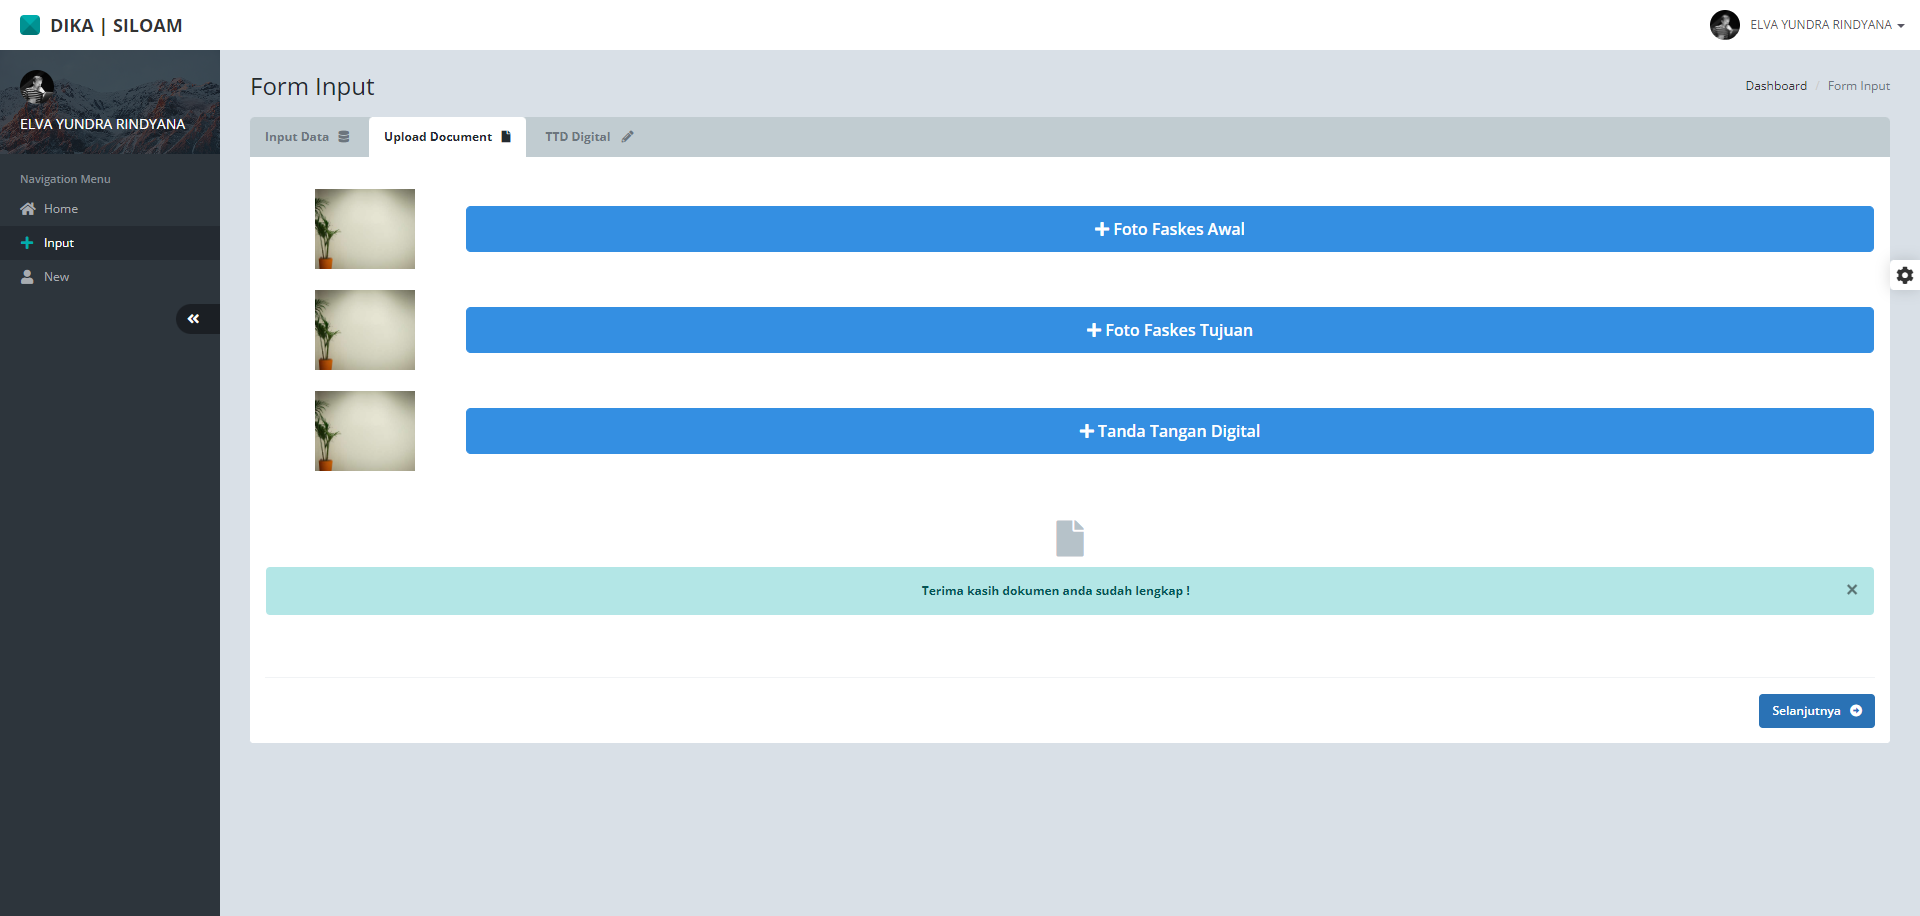 DIKA | SILOAM
ELVA YUNDRA RINDYANA
ELVA YUNDRA RINDYANA
Navigation Menu
Home
Input
New
Form Input
Dashboard / Form Input
Input Data
Upload Document
TTD Digital
Foto Faskes Awal
Foto Faskes Tujuan
Tanda Tangan Digital
Terima kasih dokumen anda sudah lengkap !
Selanjutnya